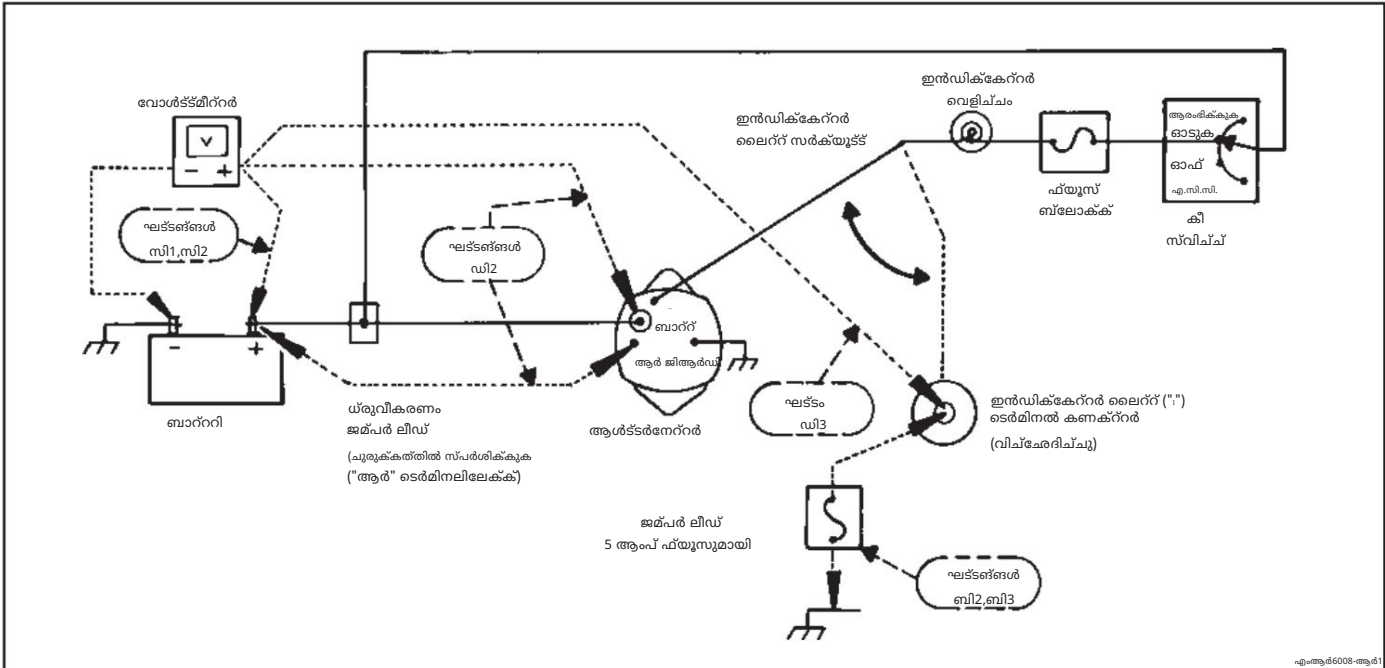 വോൾട്ട്മീറ്റർ
V
- +
ഘട്ടങ്ങൾ
സി1,സി2
ഘട്ടങ്ങൾ
ഡി2
ഇൻഡിക്കേറ്റർ
ലൈറ്റ് സർക്യൂട്ട്
ഇൻഡിക്കേറ്റർ
വെളിച്ചം
ഫ്യൂസ്
ബ്ലോക്ക്
ആരംഭിക്കുക
ഓടുക
ഓഫ്
എ.സി.സി.
കീ
സ്വിച്ച്
- +
ബാറ്ററി
ധ്രുവീകരണം
ജമ്പർ ലീഡ്
(ചുരുക്കത്തിൽ സ്പർശിക്കുക
("ആർ" ടെർമിനലിലേക്ക്)
ബാറ്റ്
ആർ ജിആർഡി
ആൾട്ടർനേറ്റർ
ഘട്ടം
ഡി3
ഇൻഡിക്കേറ്റർ ലൈറ്റ്
ടെർമിനൽ കണക്റ്റർ
(വിച്ഛേദിച്ചു)
ജമ്പർ ലീഡ്
5 ആംപ് ഫ്യൂസുമായി
ഘട്ടങ്ങൾ
ബി2,ബി3
എംആർ6008-ആർ1